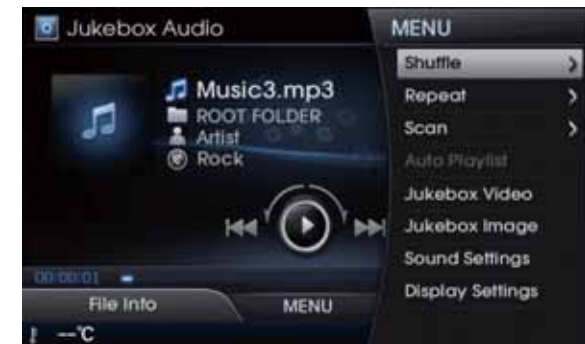 Jukebox Audio
Music3.mp3
ROOT FOLDER
Artist
Rock
00:00:01
File Info
MENU
--°C
MENU
Shuffle
Repeat
Scan
Auto Playlist
Jukebox Video
Jukebox Image
Sound Settings
Display Settings